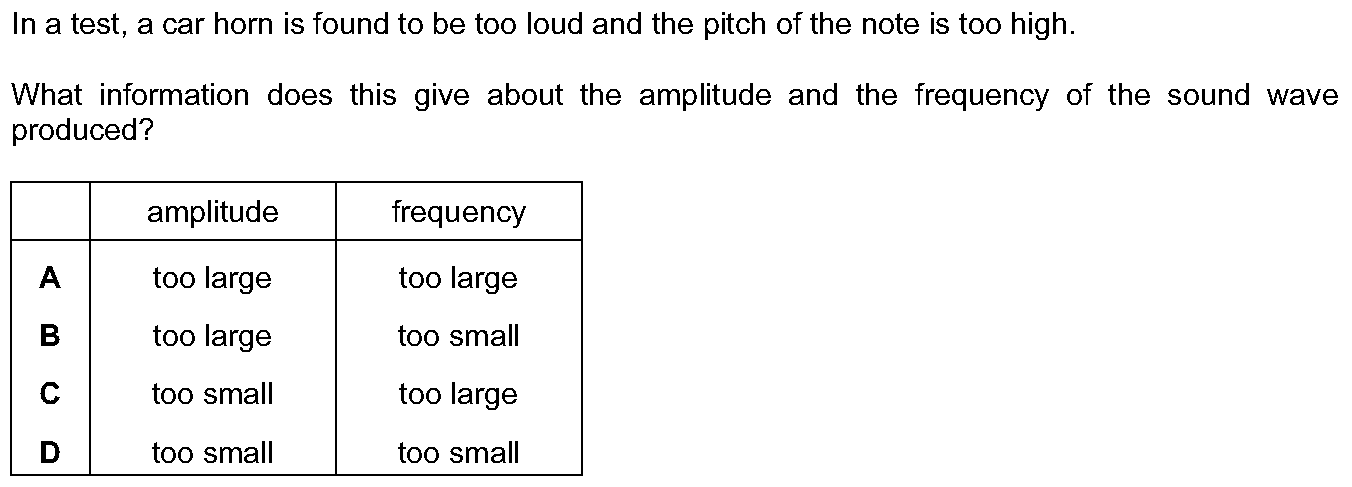 In a test, a car horn is found to be too loud and the pitch of the note is too high.
What information does this give about the amplitude and the frequency of the sound wave
produced?
amplitude frequency
A too large too large
B too large too small
C too small too large
D too small too small